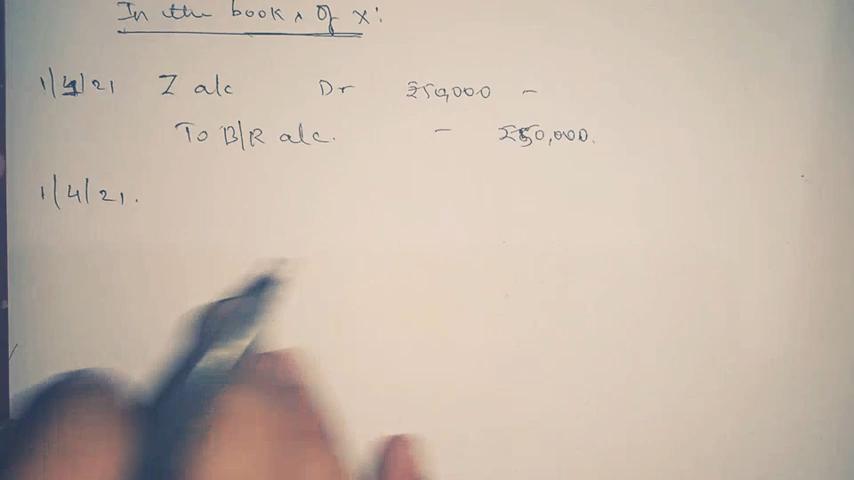 In the books Of X:
1/4/21 Z a/c Dr ₹50,000 -
To B/R a/c. - ₹50,000.
1/4/21.